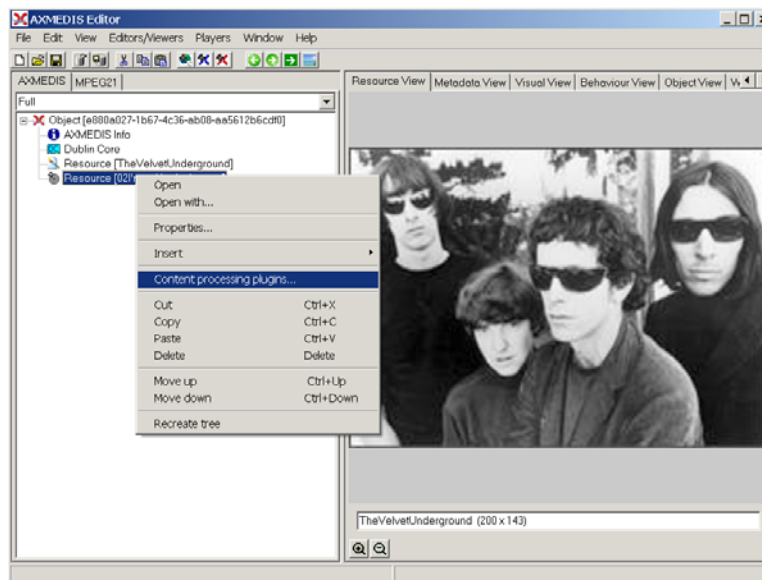 AXMEDIS Editor
File Edit View Editors/Viewers Players Window Help
AXMEDIS MPEG21
Resource View Metadata View Visual View Behaviour View Object View
Full
Object [e880a027-1b67-4c36-ab08-aa5612b6cdf0]
AXMEDIS Info
Dublin Core
Resource [TheVelvetUnderground]
Resource [02I'
Open
Open with...
Properties...
Insert
Content processing plugins...
Cut Ctrl+X
Copy Ctrl+C
Paste Ctrl+V
Delete Delete
Move up Ctrl+Up
Move down Ctrl+Down
Recreate tree
TheVelvetUnderground (200 x 143)